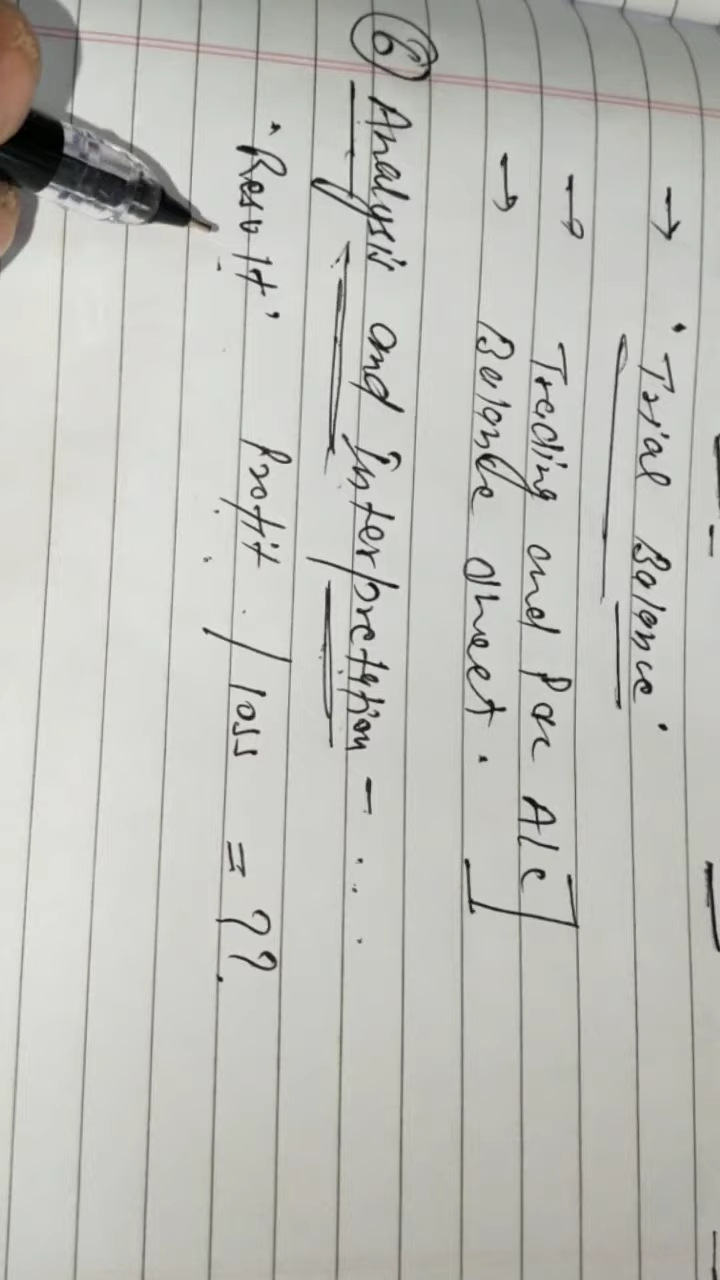 → 'Trial Balance'
→ Trading and P&L A/C
→ Balance sheet.
⑥ Analysis and Interpretation - ...
"Result" Profit / loss = ??